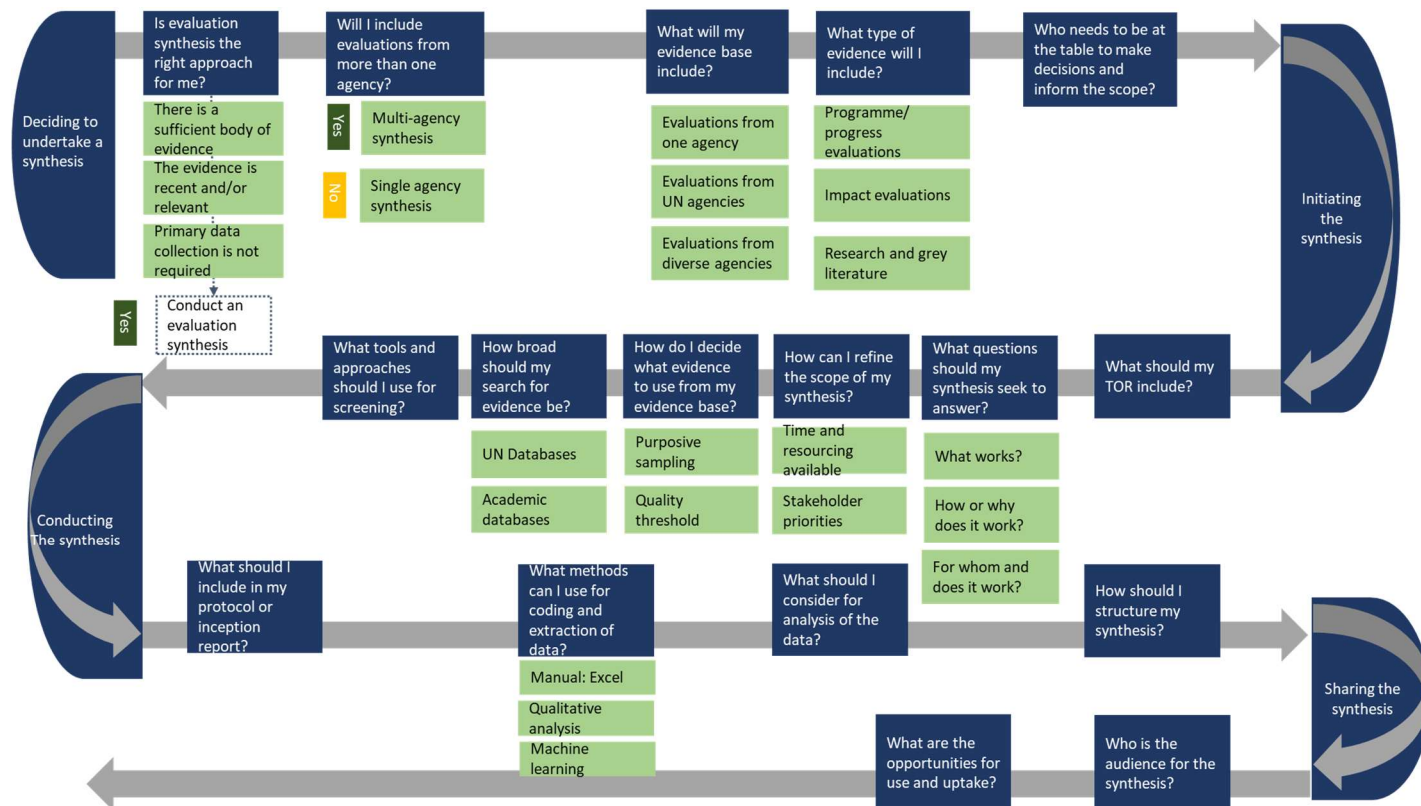 Deciding to
undertake a
synthesis
Is evaluation
synthesis the
right approach
for me?
There is a
sufficient body of
evidence
The evidence is
recent and/or
relevant
Primary data
collection is not
required
Yes
Conduct an
evaluation
synthesis
Will I include
evaluations from
more than one
agency?
Yes
Multi-agency
synthesis
No
Single agency
synthesis
What will my
evidence base
include?
Evaluations from
one agency
Evaluations from
UN agencies
Evaluations from
diverse agencies
What type of
evidence will I
include?
Programme/
progress
evaluations
Impact evaluations
Research and grey
literature
Who needs to be at
the table to make
decisions and
inform the scope?
Initiating
the
synthesis
What should my
TOR include?
What questions
should my
synthesis seek to
answer?
What works?
How or why
does it work?
For whom and
does it work?
How can I refine
the scope of my
synthesis?
Time and
resourcing
available
Stakeholder
priorities
How do I decide
what evidence
to use from my
evidence base?
Purposive
sampling
Quality
threshold
How broad
should my
search for
evidence be?
UN Databases
Academic
databases
What tools and
approaches
should I use for
screening?
Conducting
The synthesis
What should I
include in my
protocol or
inception
report?
What methods
can I use for
coding and
extraction of
data?
Manual: Excel
Qualitative
analysis
Machine
learning
What should I
consider for
analysis of the
data?
How should I
structure my
synthesis?
Sharing the
synthesis
Who is the
audience for the
synthesis?
What are the
opportunities for
use and uptake?